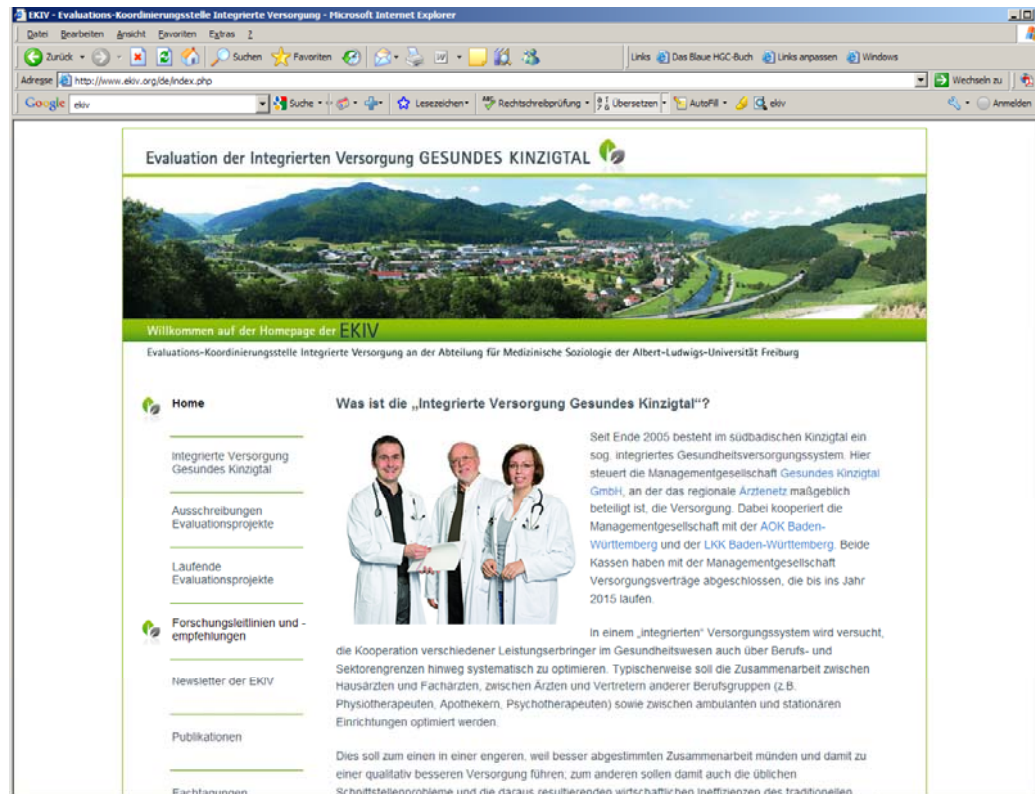 EKIV - Evaluations-Koordinierungsstelle Integrierte Versorgung - Microsoft Internet Explorer
Datei Bearbeiten Ansicht Favoriten Extras ?
Zurück Suchen Favoriten Links Das Blaue HGC-Buch Links anpassen Windows
Adresse http://www.ekiv.org/de/index.php Wechseln zu
Google ekiv Suche Lesezeichen Rechtschreibprüfung Übersetzen AutoFill ekiv Anmelden
Evaluation der Integrierten Versorgung GESUNDES KINZIGTAL
Willkommen auf der Homepage der EKIV
Evaluations-Koordinierungsstelle Integrierte Versorgung an der Abteilung für Medizinische Soziologie der Albert-Ludwigs-Universität Freiburg
Home
Integrierte Versorgung
Gesundes Kinzigtal
Ausschreibungen
Evaluationsprojekte
Laufende
Evaluationsprojekte
Forschungsleitlinien und -
empfehlungen
Newsletter der EKIV
Publikationen
Fachtagungen
Was ist die „Integrierte Versorgung Gesundes Kinzigtal“?
Seit Ende 2005 besteht im südbadischen Kinzigtal ein
sog. integriertes Gesundheitsversorgungssystem. Hier
steuert die Managementgesellschaft Gesundes Kinzigtal
GmbH, an der das regionale Ärztenetz maßgeblich
beteiligt ist, die Versorgung. Dabei kooperiert die
Managementgesellschaft mit der AOK Baden-
Württemberg und der LKK Baden-Württemberg. Beide
Kassen haben mit der Managementgesellschaft
Versorgungsverträge abgeschlossen, die bis ins Jahr
2015 laufen.
In einem „integrierten“ Versorgungssystem wird versucht,
die Kooperation verschiedener Leistungserbringer im Gesundheitswesen auch über Berufs- und
Sektorengrenzen hinweg systematisch zu optimieren. Typischerweise soll die Zusammenarbeit zwischen
Hausärzten und Fachärzten, zwischen Ärzten und Vertretern anderer Berufsgruppen (z.B.
Physiotherapeuten, Apothekern, Psychotherapeuten) sowie zwischen ambulanten und stationären
Einrichtungen optimiert werden.
Dies soll zum einen in einer engeren, weil besser abgestimmten Zusammenarbeit münden und damit zu
einer qualitativ besseren Versorgung führen; zum anderen sollen damit auch die üblichen
Schnittstellenprobleme und die daraus resultierenden wirtschaftlichen Ineffizienzen des traditionellen